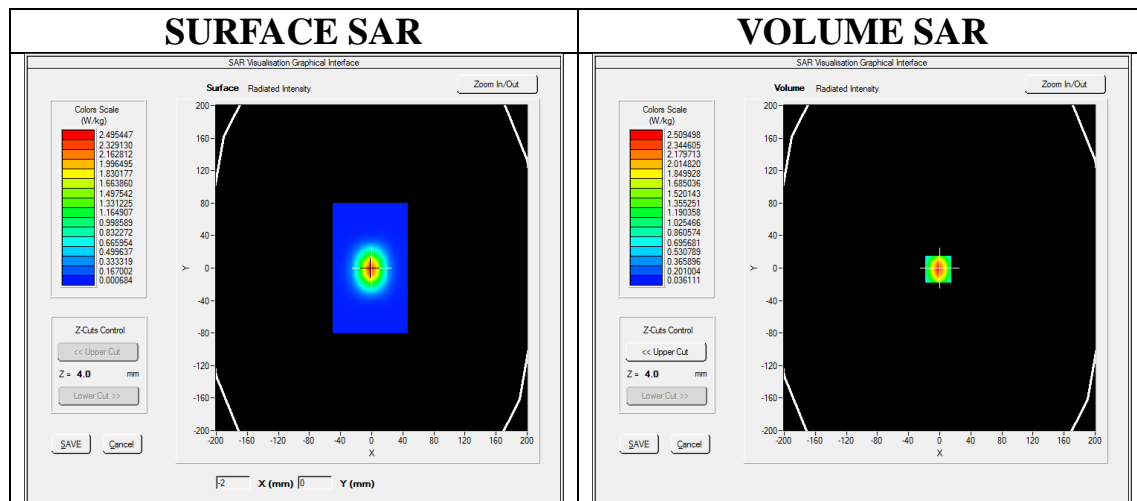 SURFACE SAR
SAR Visualisation Graphical Interface
Surface Radiated Intensity
Zoom In/Out
Colors Scale
(W/kg)
2.495447
2.329130
2.162812
1.996495
1.830177
1.663860
1.497542
1.331225
1.164907
0.998589
0.832272
0.665954
0.499637
0.333319
0.167002
0.000684
Z-Cuts Control
<< Upper Cut
Z = 4.0 mm
Lower Cut >>
SAVE Cancel
200
160
120
80
40
0
-40
-80
-120
-160
-200
Y
-200 -160 -120 -80 -40 0 40 80 120 160 200
X
-2 X (mm) 0 Y (mm)
VOLUME SAR
SAR Visualisation Graphical Interface
Volume Radiated Intensity
Zoom In/Out
Colors Scale
(W/kg)
2.509498
2.344605
2.179713
2.014820
1.849928
1.685036
1.520143
1.355251
1.190358
1.025466
0.860574
0.695681
0.530789
0.365896
0.201004
0.036111
Z-Cuts Control
<< Upper Cut
Z = 4.0 mm
Lower Cut >>
SAVE Cancel
200
160
120
80
40
0
-40
-80
-120
-160
-200
Y
-200 -160 -120 -80 -40 0 40 80 120 160 200
X